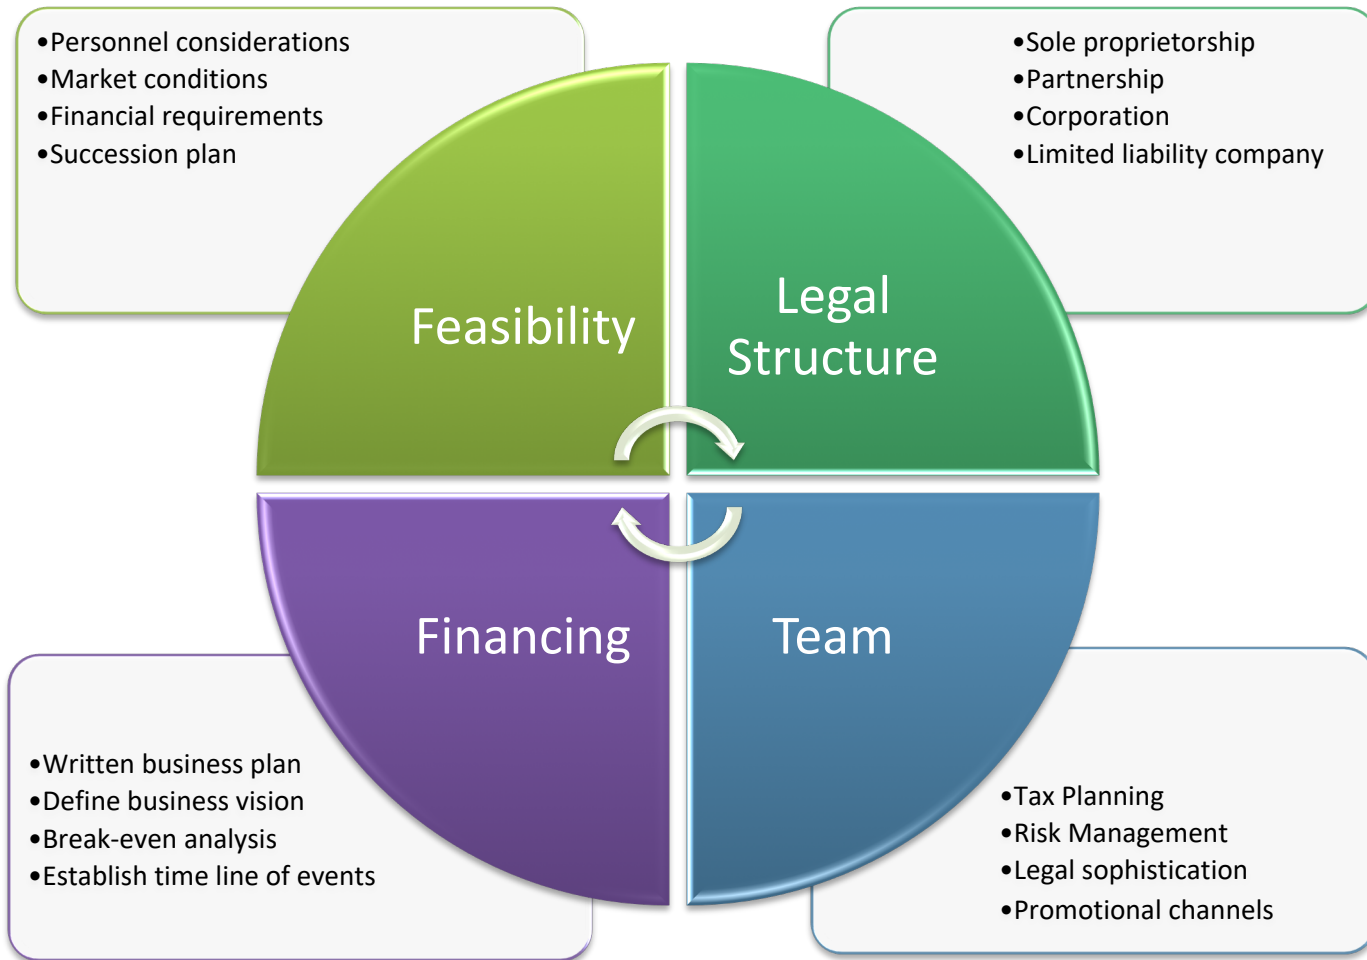 •Personnel considerations
•Market conditions
•Financial requirements
•Succession plan
•Sole proprietorship
•Partnership
•Corporation
•Limited liability company
Feasibility
Legal
Structure
Financing
Team
•Written business plan
•Define business vision
•Break-even analysis
•Establish time line of events
•Tax Planning
•Risk Management
•Legal sophistication
•Promotional channels